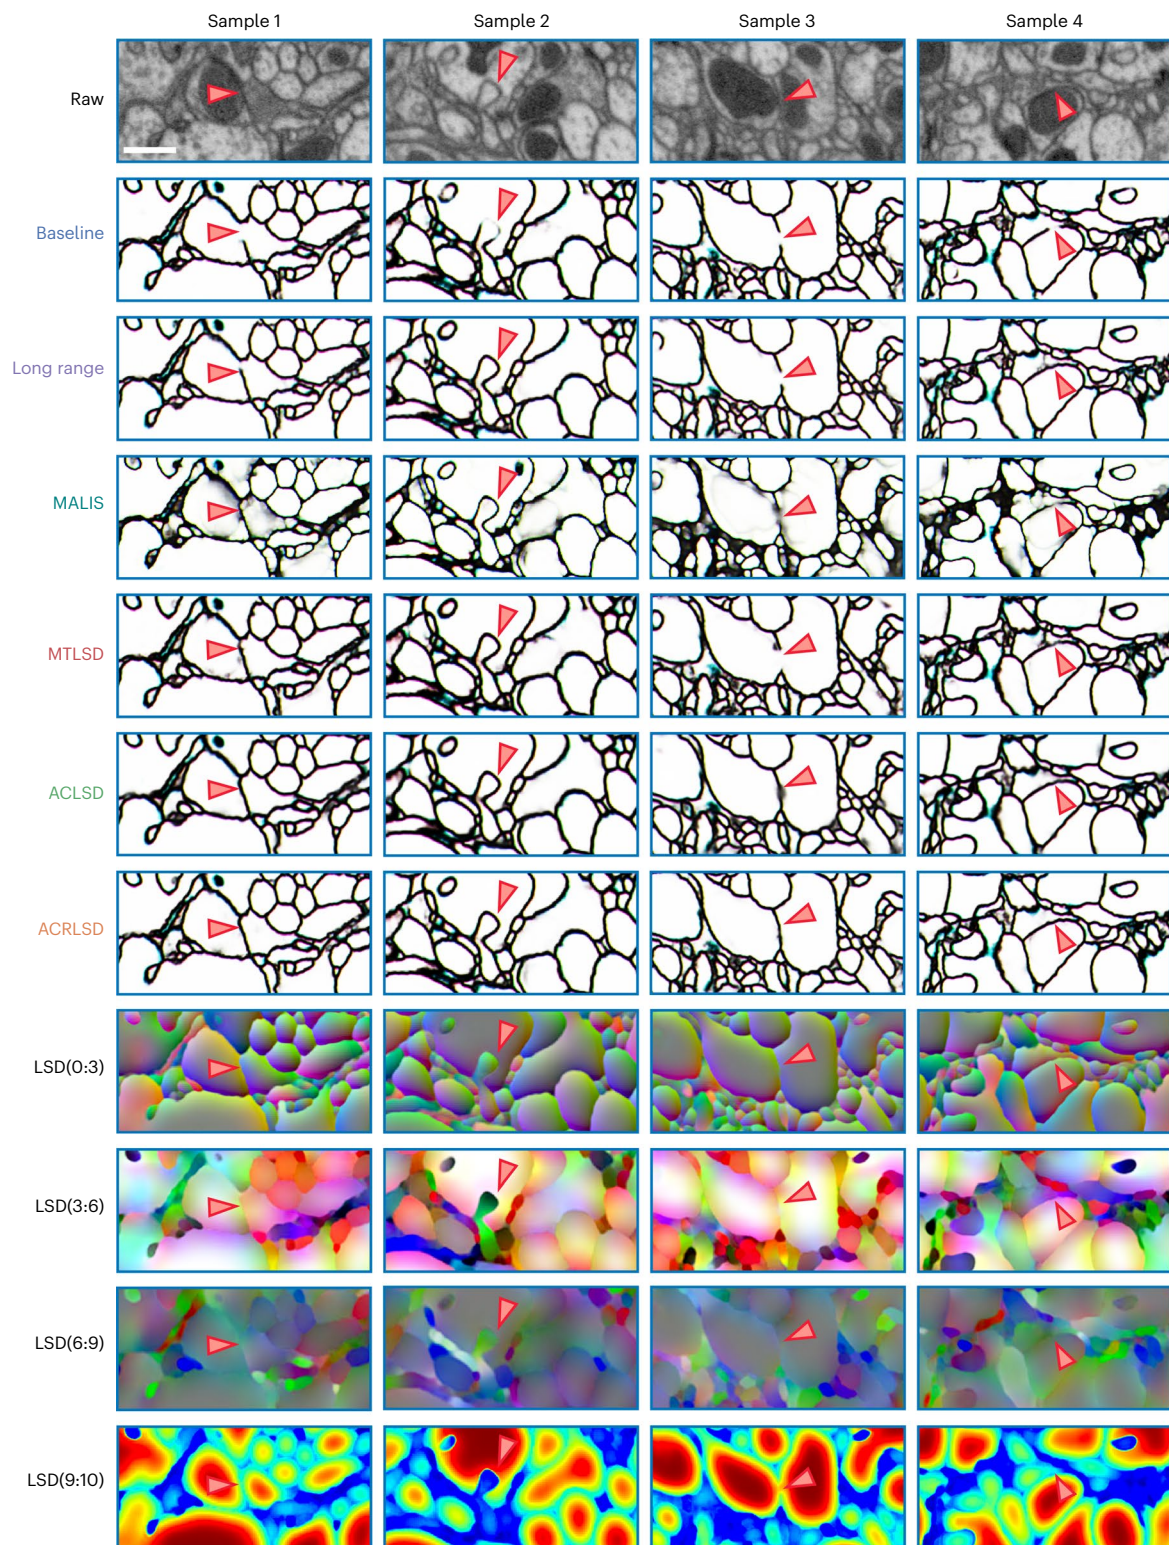 Sample 1 Sample 2 Sample 3 Sample 4
Raw
Baseline
Long range
MALIS
MTLSD
ACLSD
ACRLSD
LSD(0:3)
LSD(3:6)
LSD(6:9)
LSD(9:10)